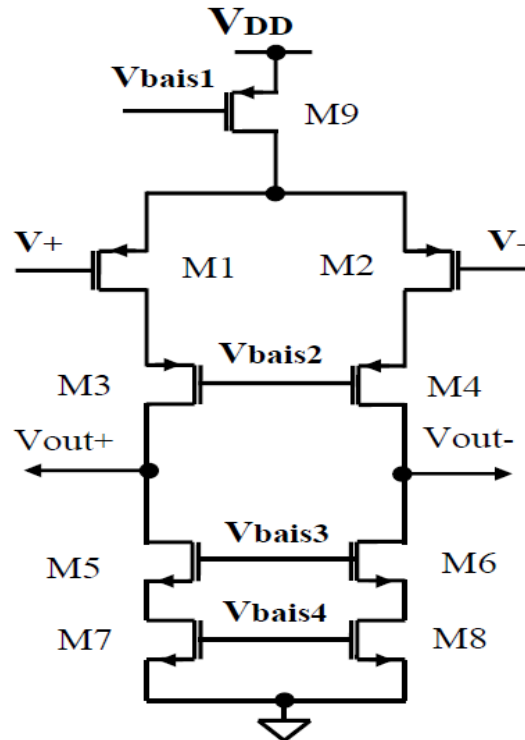 VDD
Vbais1
M9
V+
M1
M2
V-
Vbais2
M3
M4
Vout+
Vout-
Vbais3
M5
M6
Vbais4
M7
M8